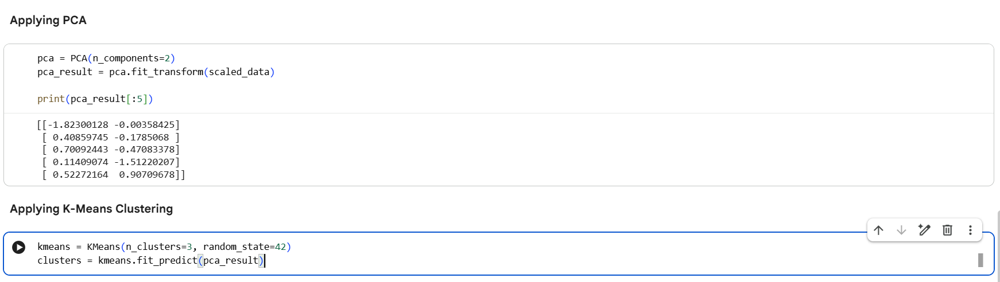 Applying PCA
pca = PCA(n_components=2)
pca_result = pca.fit_transform(scaled_data)
print(pca_result[:5])
[[-1.82300128 -0.00358425]
 [ 0.40859745 -0.1785068 ]
 [ 0.70092443 -0.47083378]
 [ 0.11409074 -1.51220207]
 [ 0.52272164  0.90709678]]
Applying K-Means Clustering
kmeans = KMeans(n_clusters=3, random_state=42)
clusters = kmeans.fit_predict(pca_result)